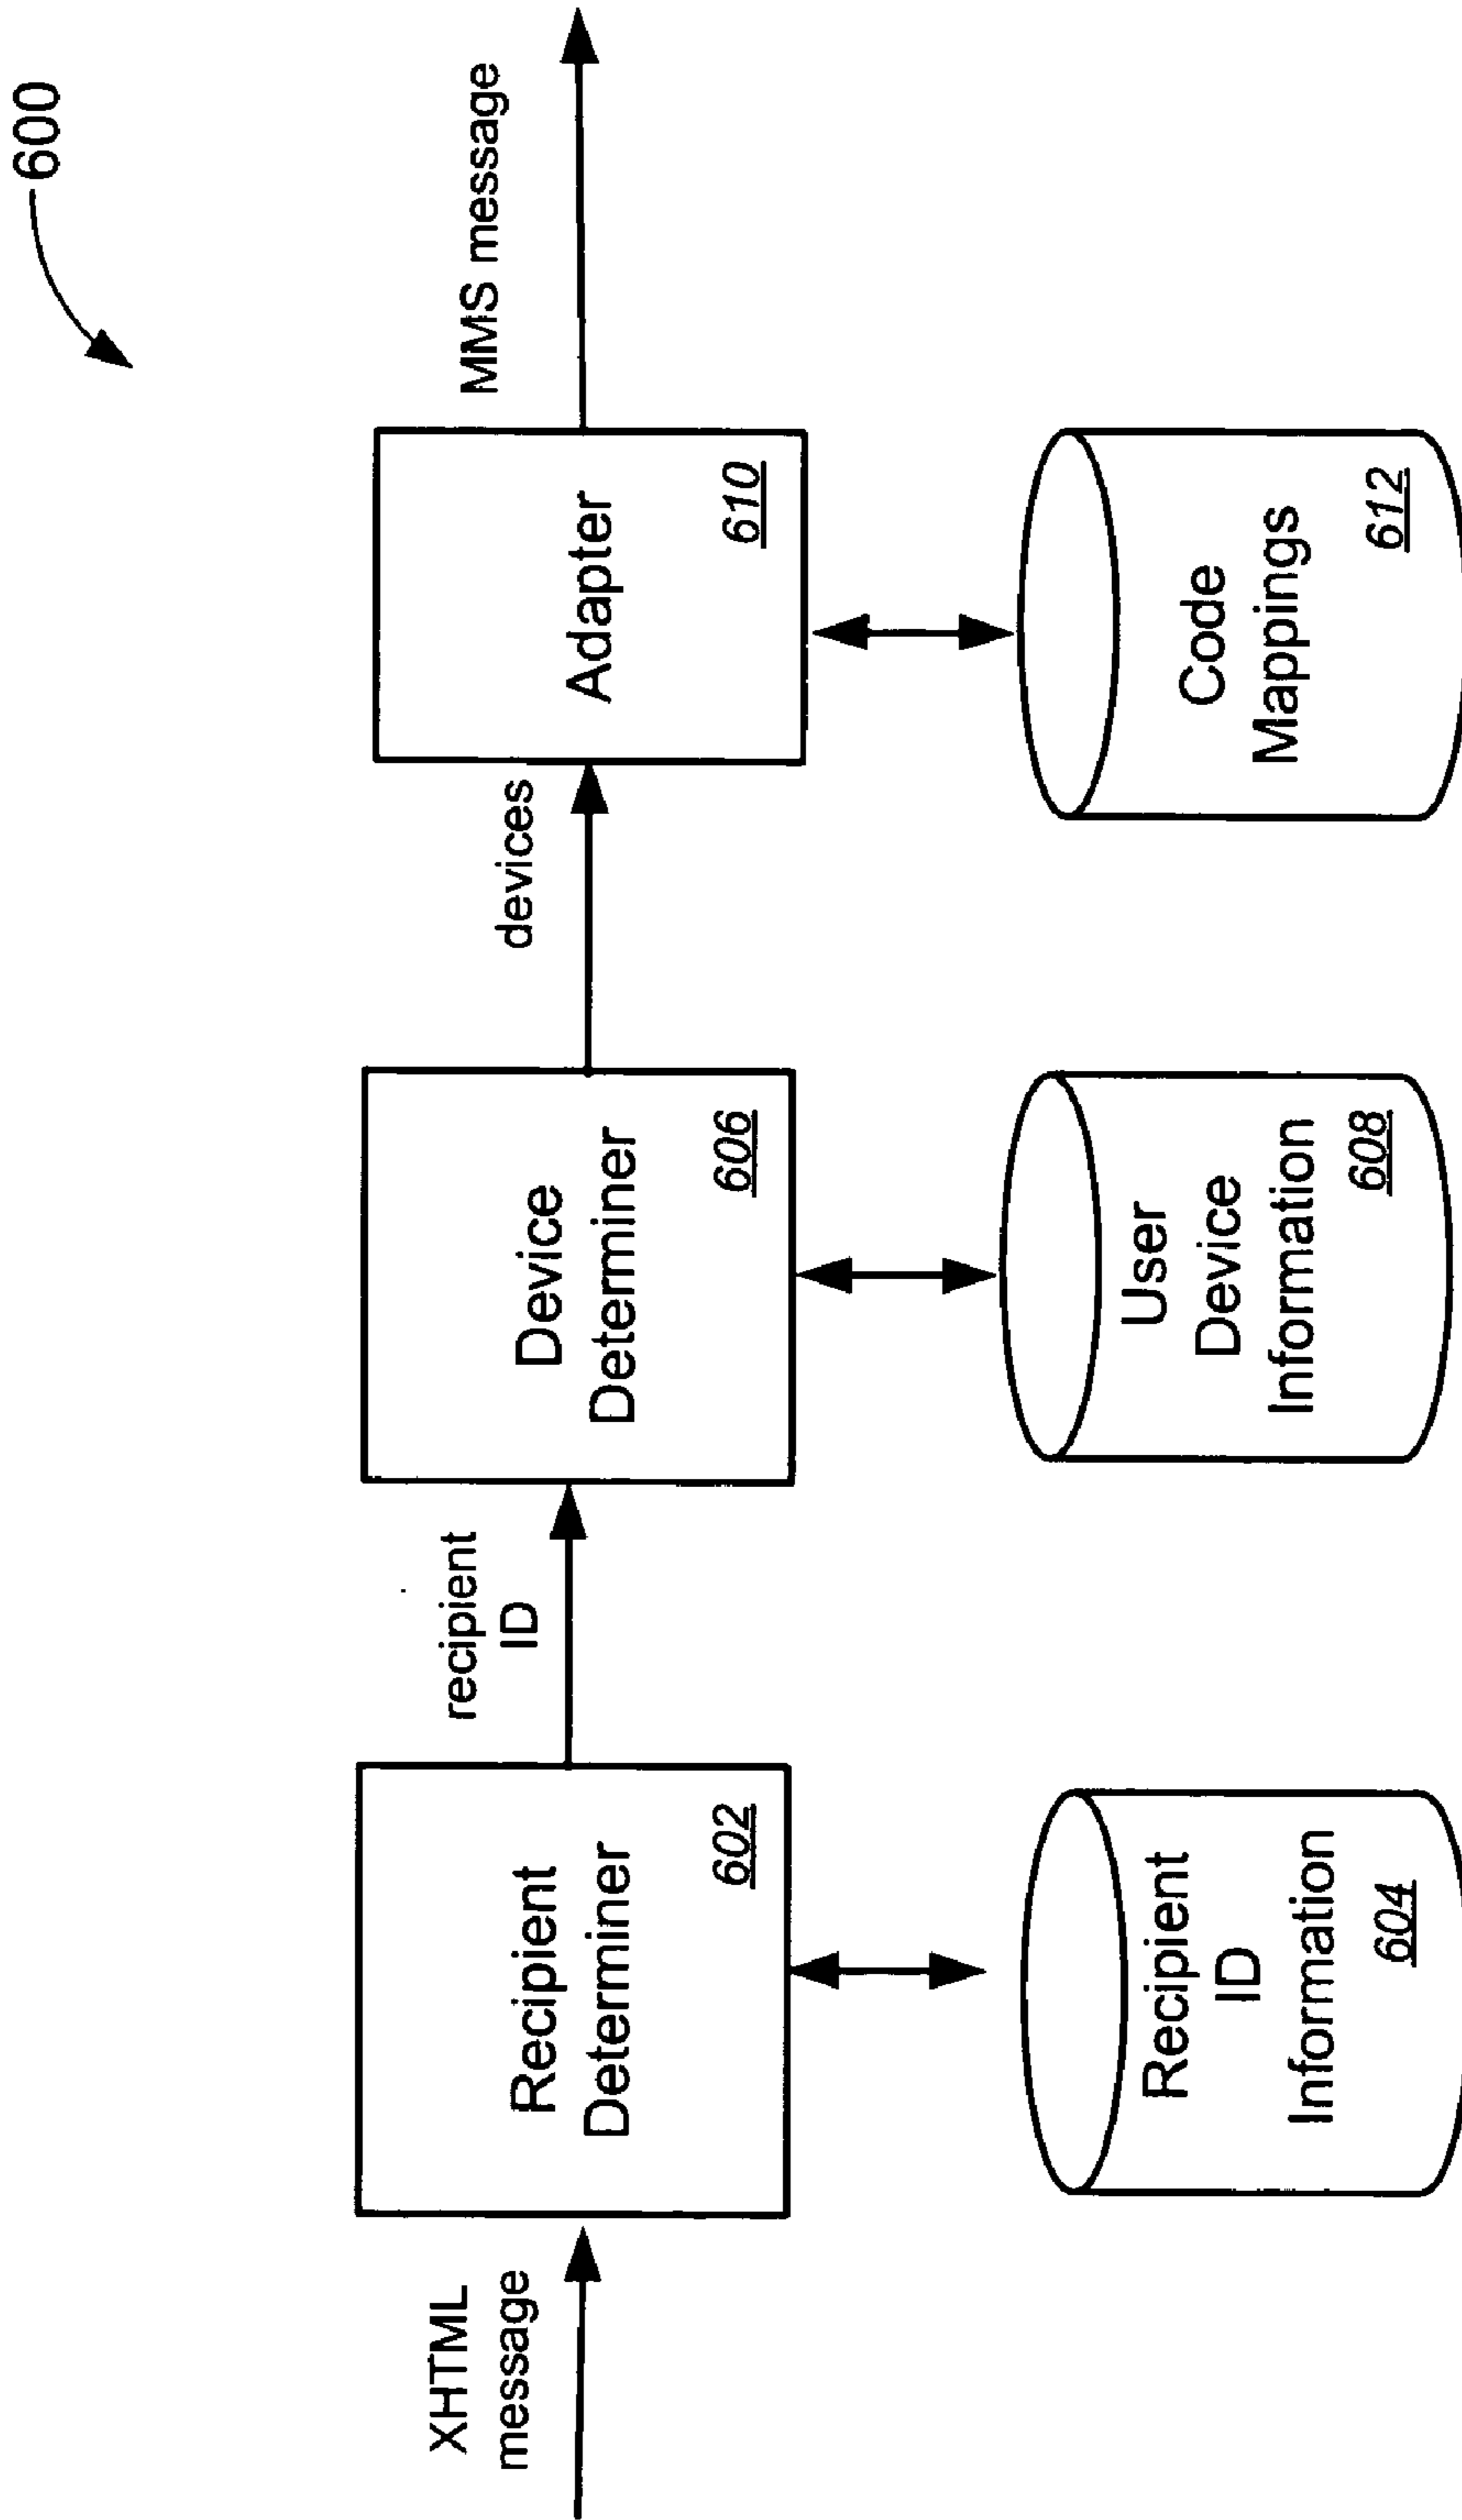 600
XHTML
message
Recipient
Determiner
602
recipient
ID
Device
Determiner
606
devices
Adapter
610
MMS message
Recipient
ID
Information
604
User
Device
Information
608
Code
Mappings
612